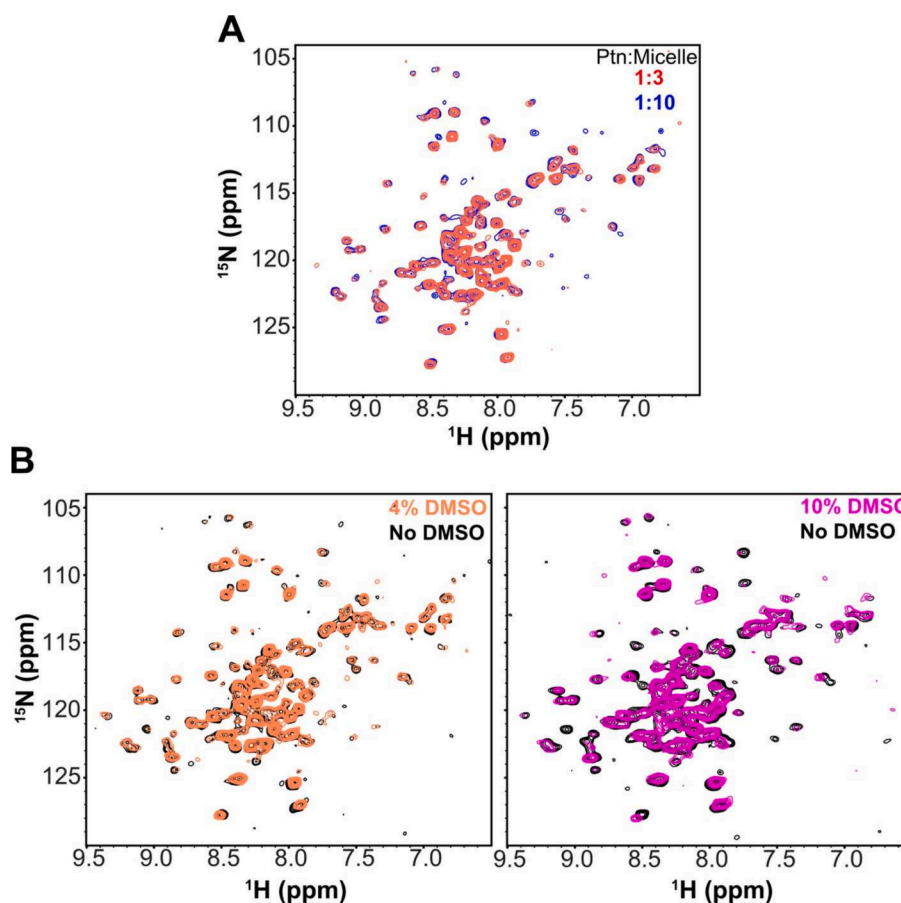 A
Ptn:Micelle
1:3
1:10
105
110
115
120
125
¹⁵N (ppm)
9.5 9.0 8.5 8.0 7.5 7.0
¹H (ppm)
B
4% DMSO
No DMSO
105
110
115
120
125
¹⁵N (ppm)
9.5 9.0 8.5 8.0 7.5 7.0
¹H (ppm)
10% DMSO
No DMSO
9.5 9.0 8.5 8.0 7.5 7.0
¹H (ppm)